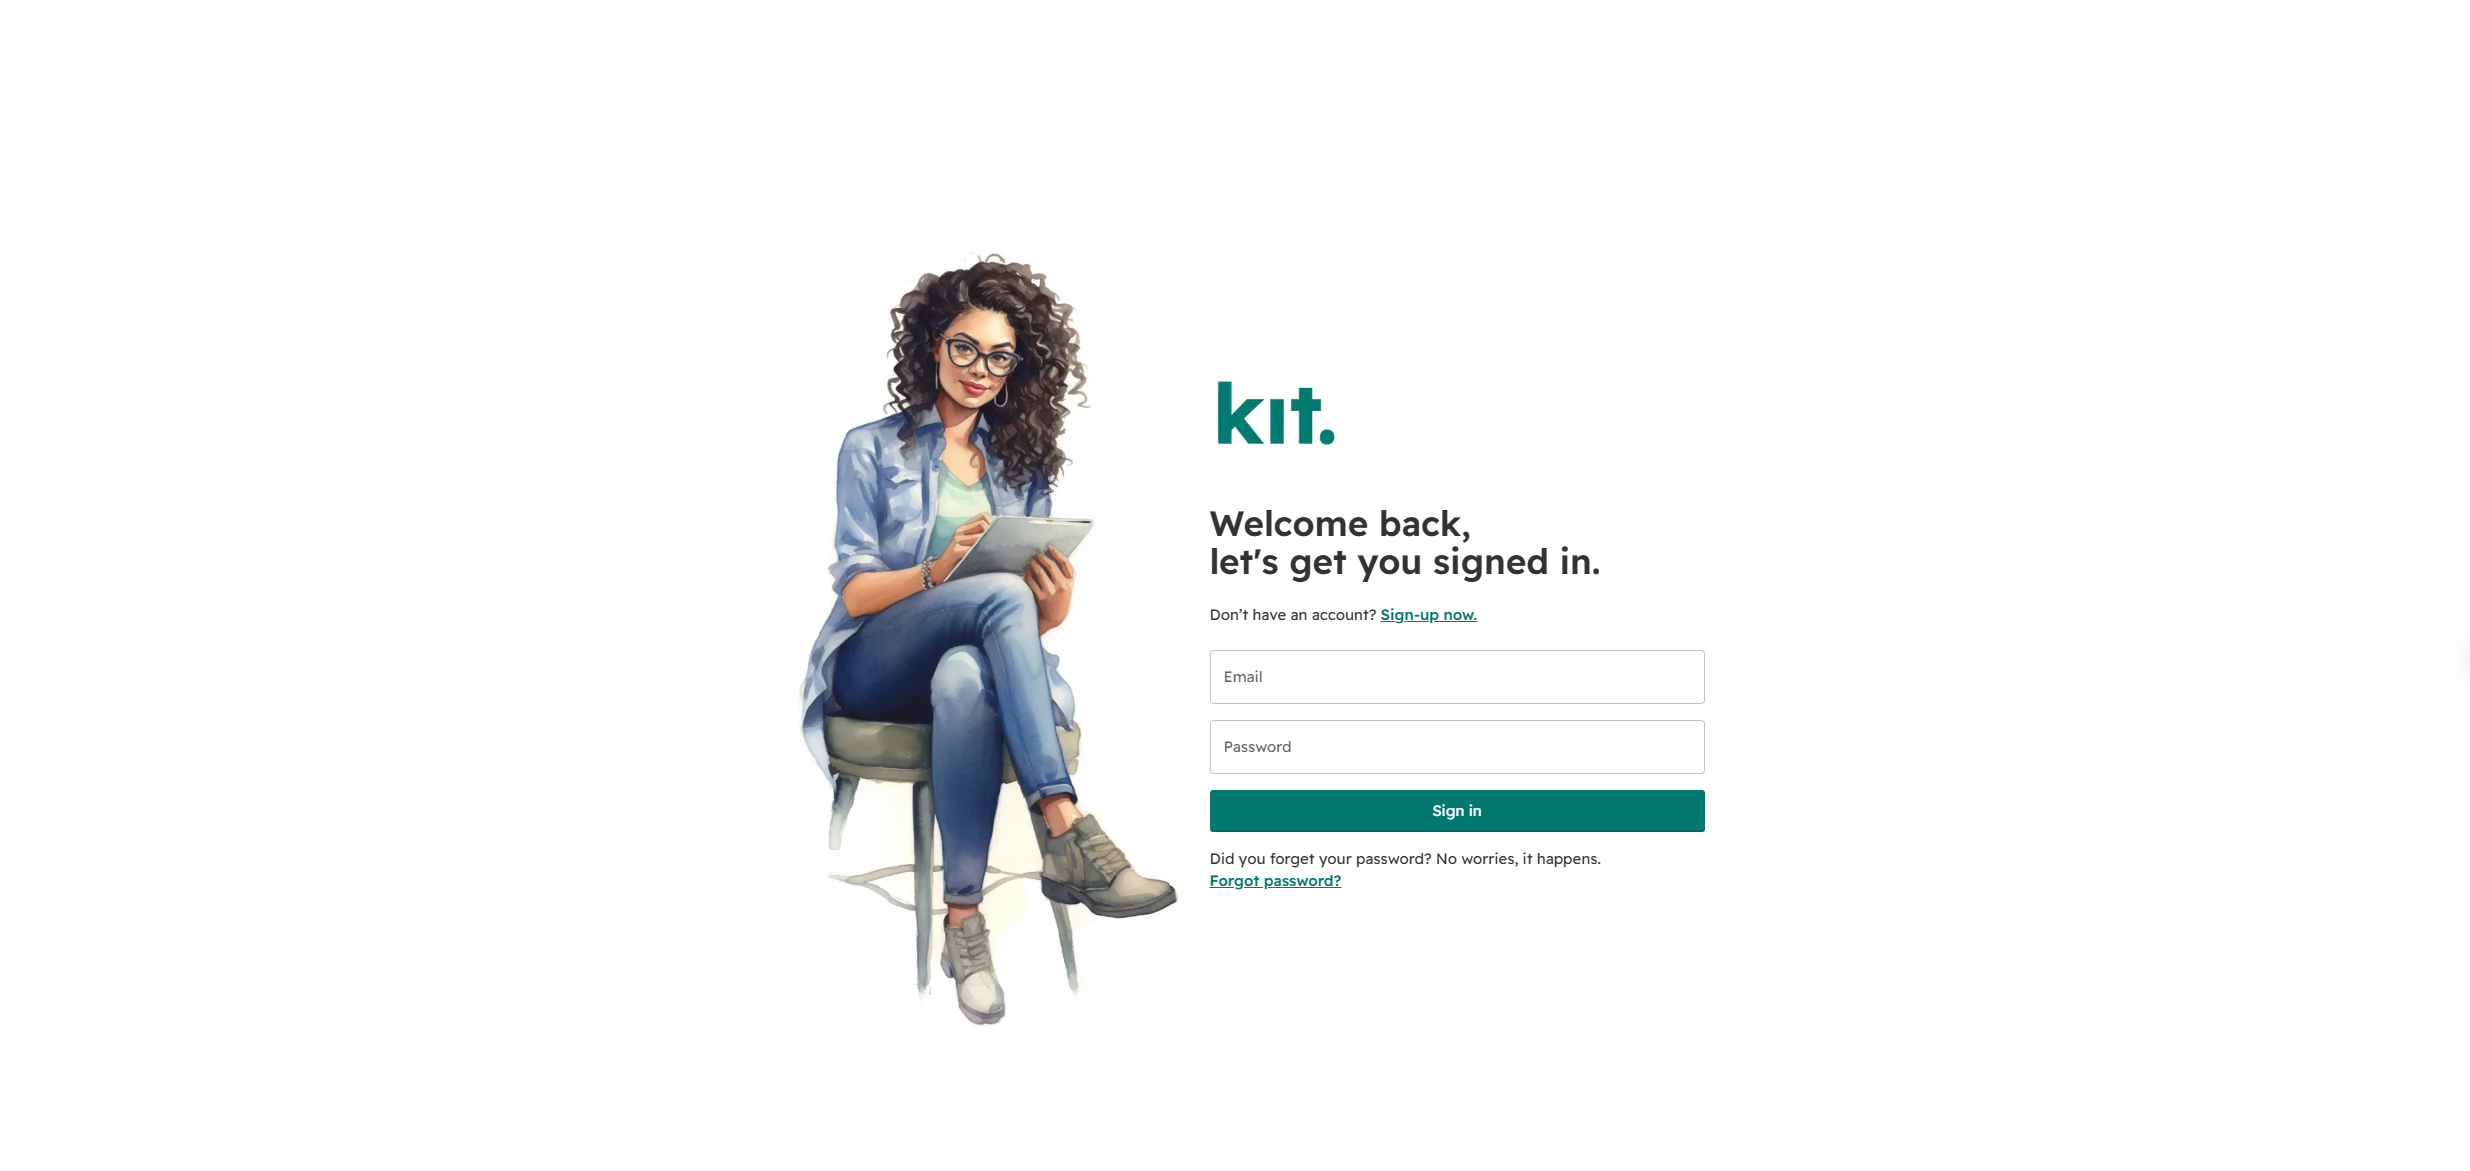 kit.
Welcome back,
let's get you signed in.
Don’t have an account? Sign-up now.
Email
Password
Sign in
Did you forget your password? No worries, it happens.
Forgot password?